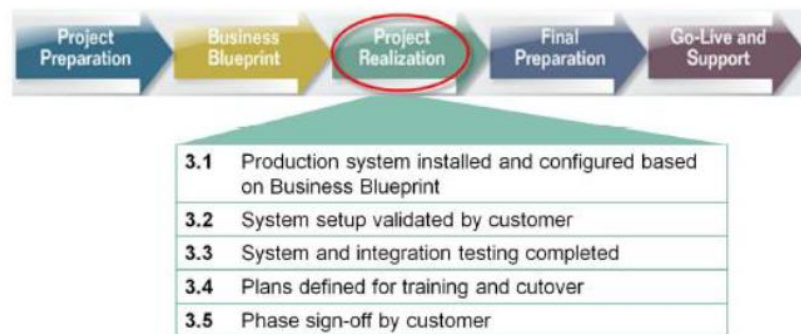 Project
Preparation
Business
Blueprint
Project
Realization
Final
Preparation
Go-Live and
Support
3.1 Production system installed and configured based
on Business Blueprint
3.2 System setup validated by customer
3.3 System and integration testing completed
3.4 Plans defined for training and cutover
3.5 Phase sign-off by customer